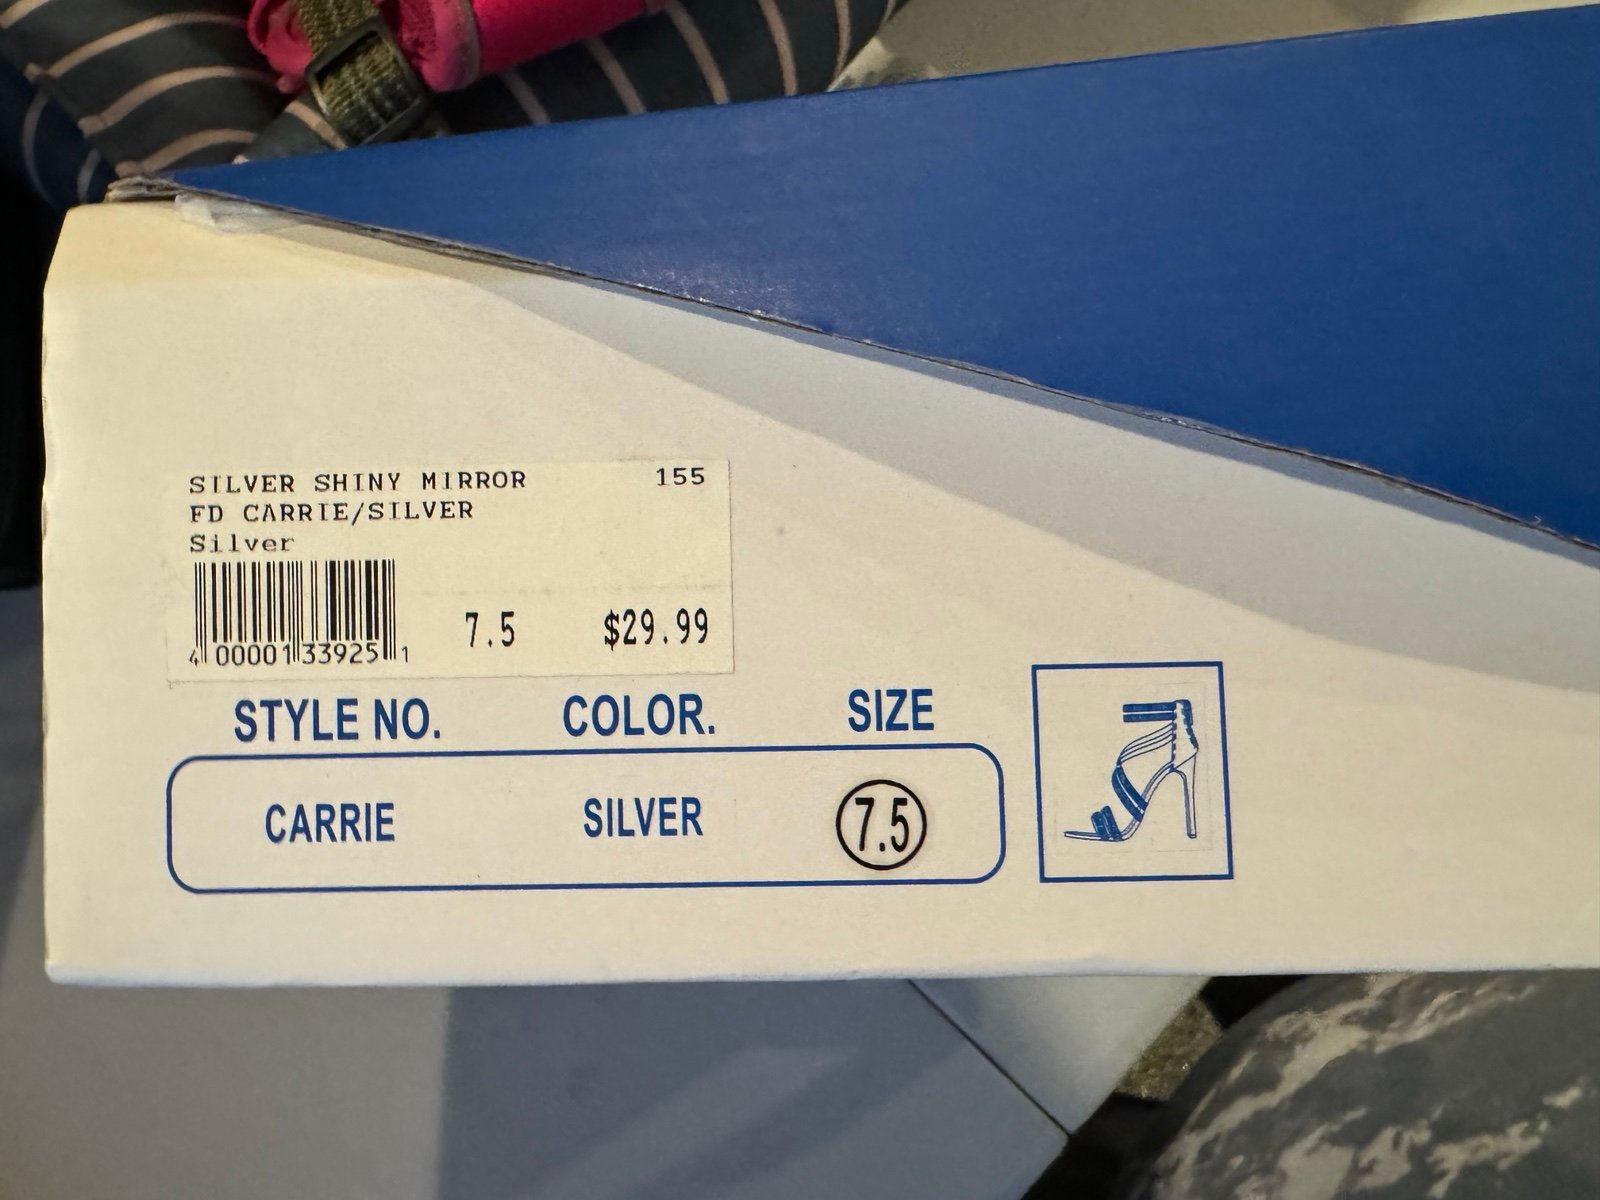 SILVER SHINY MIRROR 155
FD CARRIE/SILVER
Silver
7.5 $29.99
4 00001 33925 1
STYLE NO. COLOR. SIZE
CARRIE SILVER 7.5